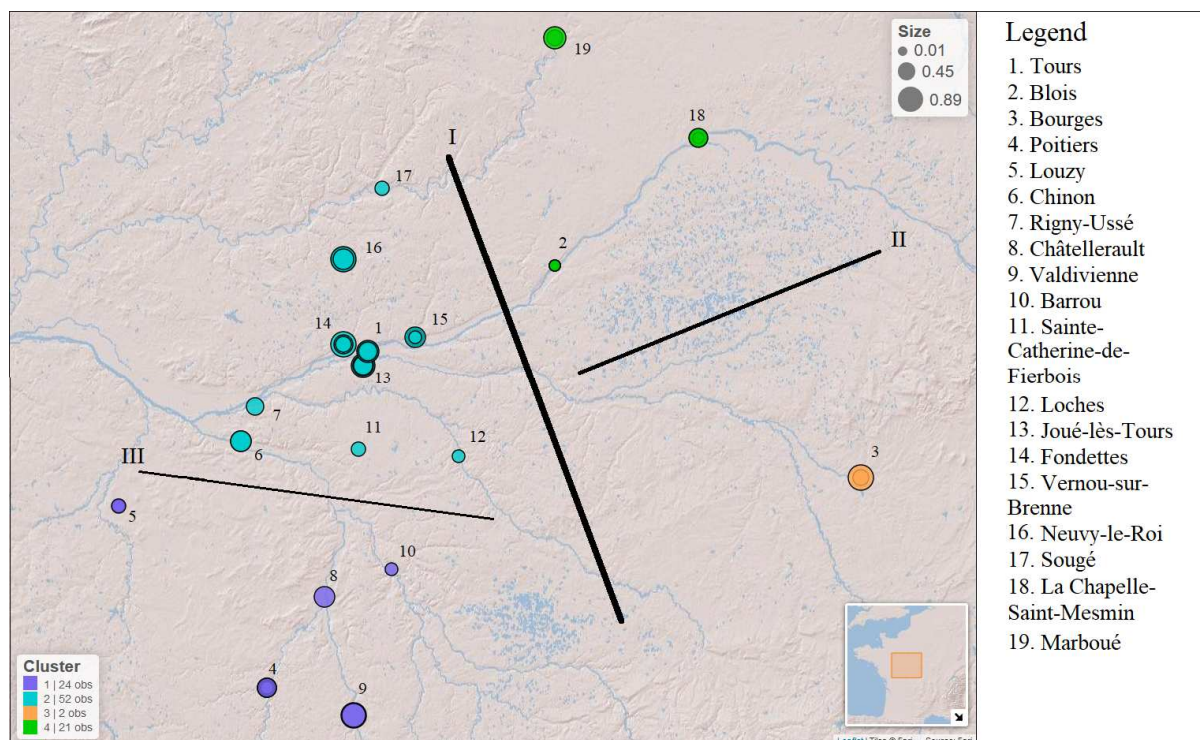 19
Size
0.01
0.45
0.89
18
I
17
II
2
16
15
14
1
13
7
11
12
6
3
III
5
10
8
4
9
Cluster
1 | 24 obs
2 | 52 obs
3 | 2 obs
4 | 21 obs
Legend
1. Tours
2. Blois
3. Bourges
4. Poitiers
5. Louzy
6. Chinon
7. Rigny-Ussé
8. Châtellerault
9. Valdivienne
10. Barrou
11. Sainte-
Catherine-de-
Fierbois
12. Loches
13. Joué-lès-Tours
14. Fondettes
15. Vernou-sur-
Brenne
16. Neuvy-le-Roi
17. Sougé
18. La Chapelle-
Saint-Mesmin
19. Marboué